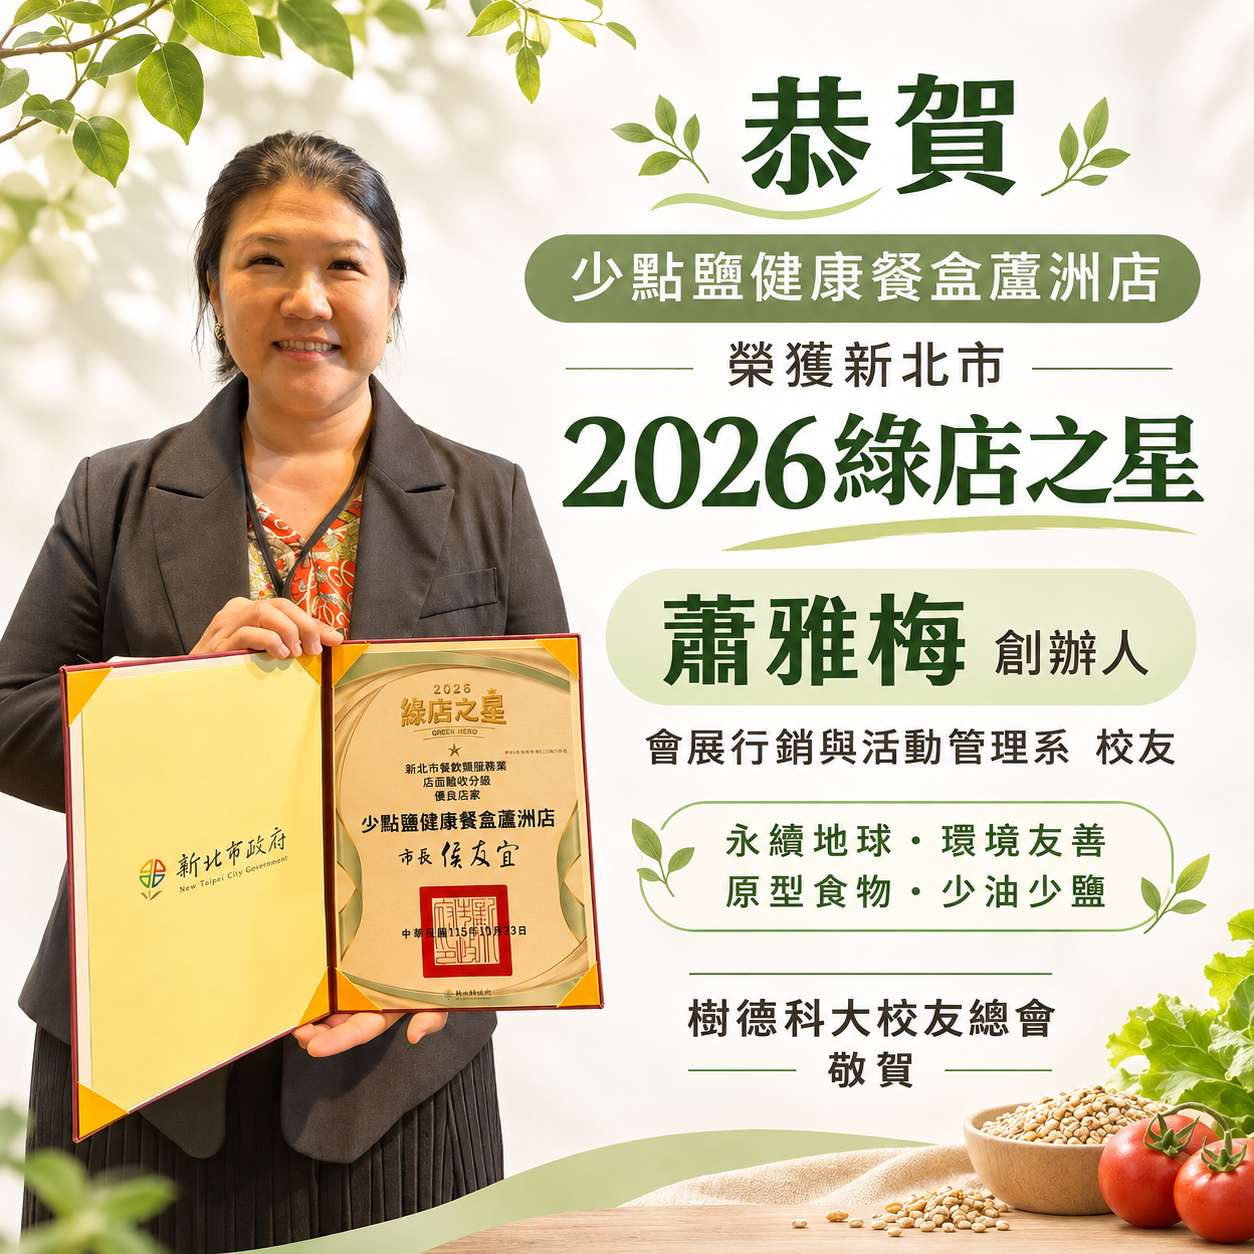 恭賀
少點鹽健康餐盒蘆洲店
榮獲新北市
2026綠店之星
蕭雅梅 創辦人
會展行銷與活動管理系 校友
永續地球・環境友善
原型食物・少油少鹽
樹德科大校友總會
敬賀
新北市政府
New Taipei City Government
2026
綠店之星
GREEN HERO
新北市餐飲類服務業
店面驗收分級
優良店家
少點鹽健康餐盒蘆洲店
市長 侯友宜
中華民國115年10月23日